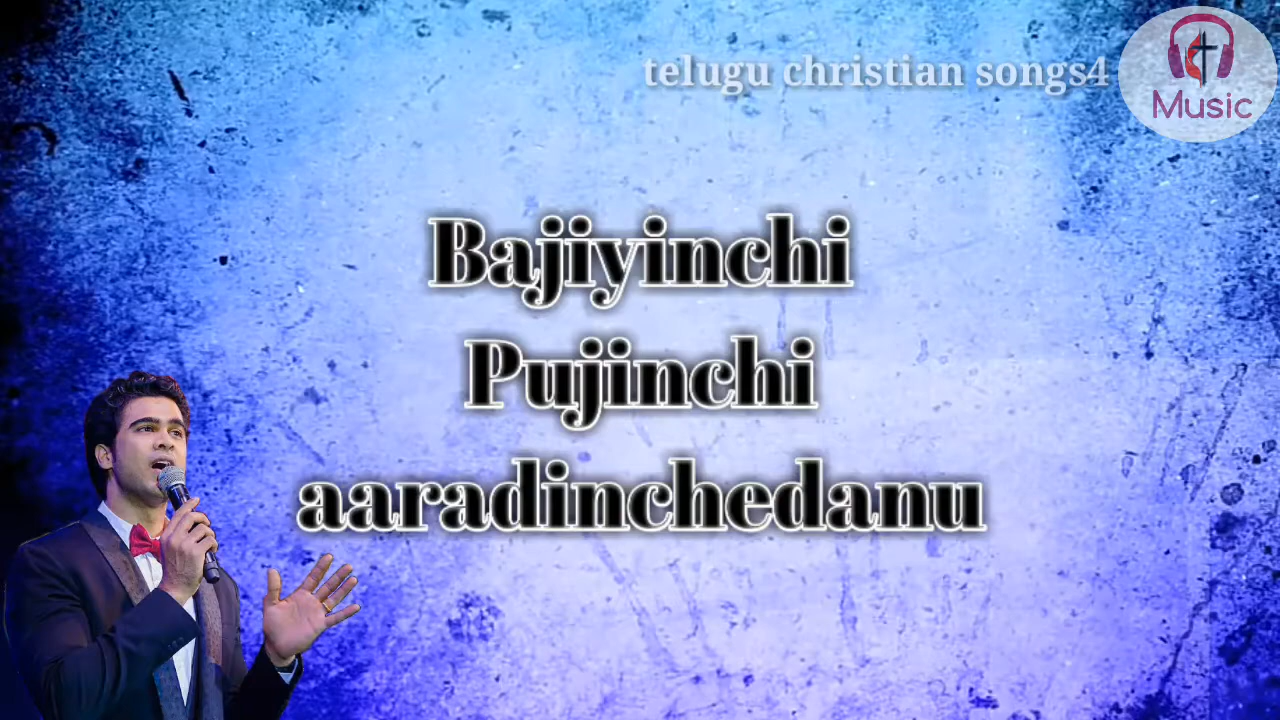 telugu christian songs4
Music
Bajiyinchi
Pujinchi
aaradinchedanu